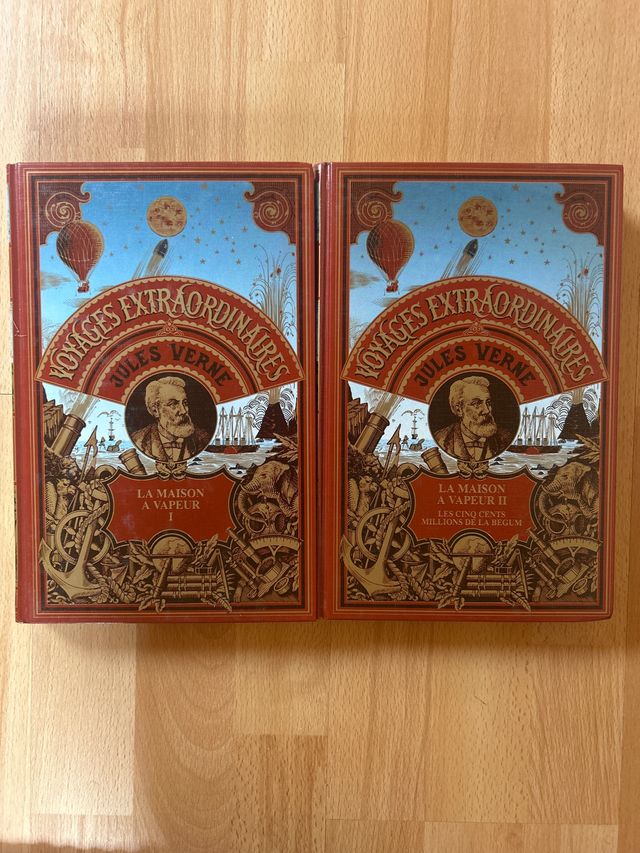 VOYAGES EXTRAORDINAIRES
JULES VERNE
LA MAISON
A VAPEUR
I
VOYAGES EXTRAORDINAIRES
JULES VERNE
LA MAISON
A VAPEUR II
LES CINQ CENTS
MILLIONS DE LA BEGUM